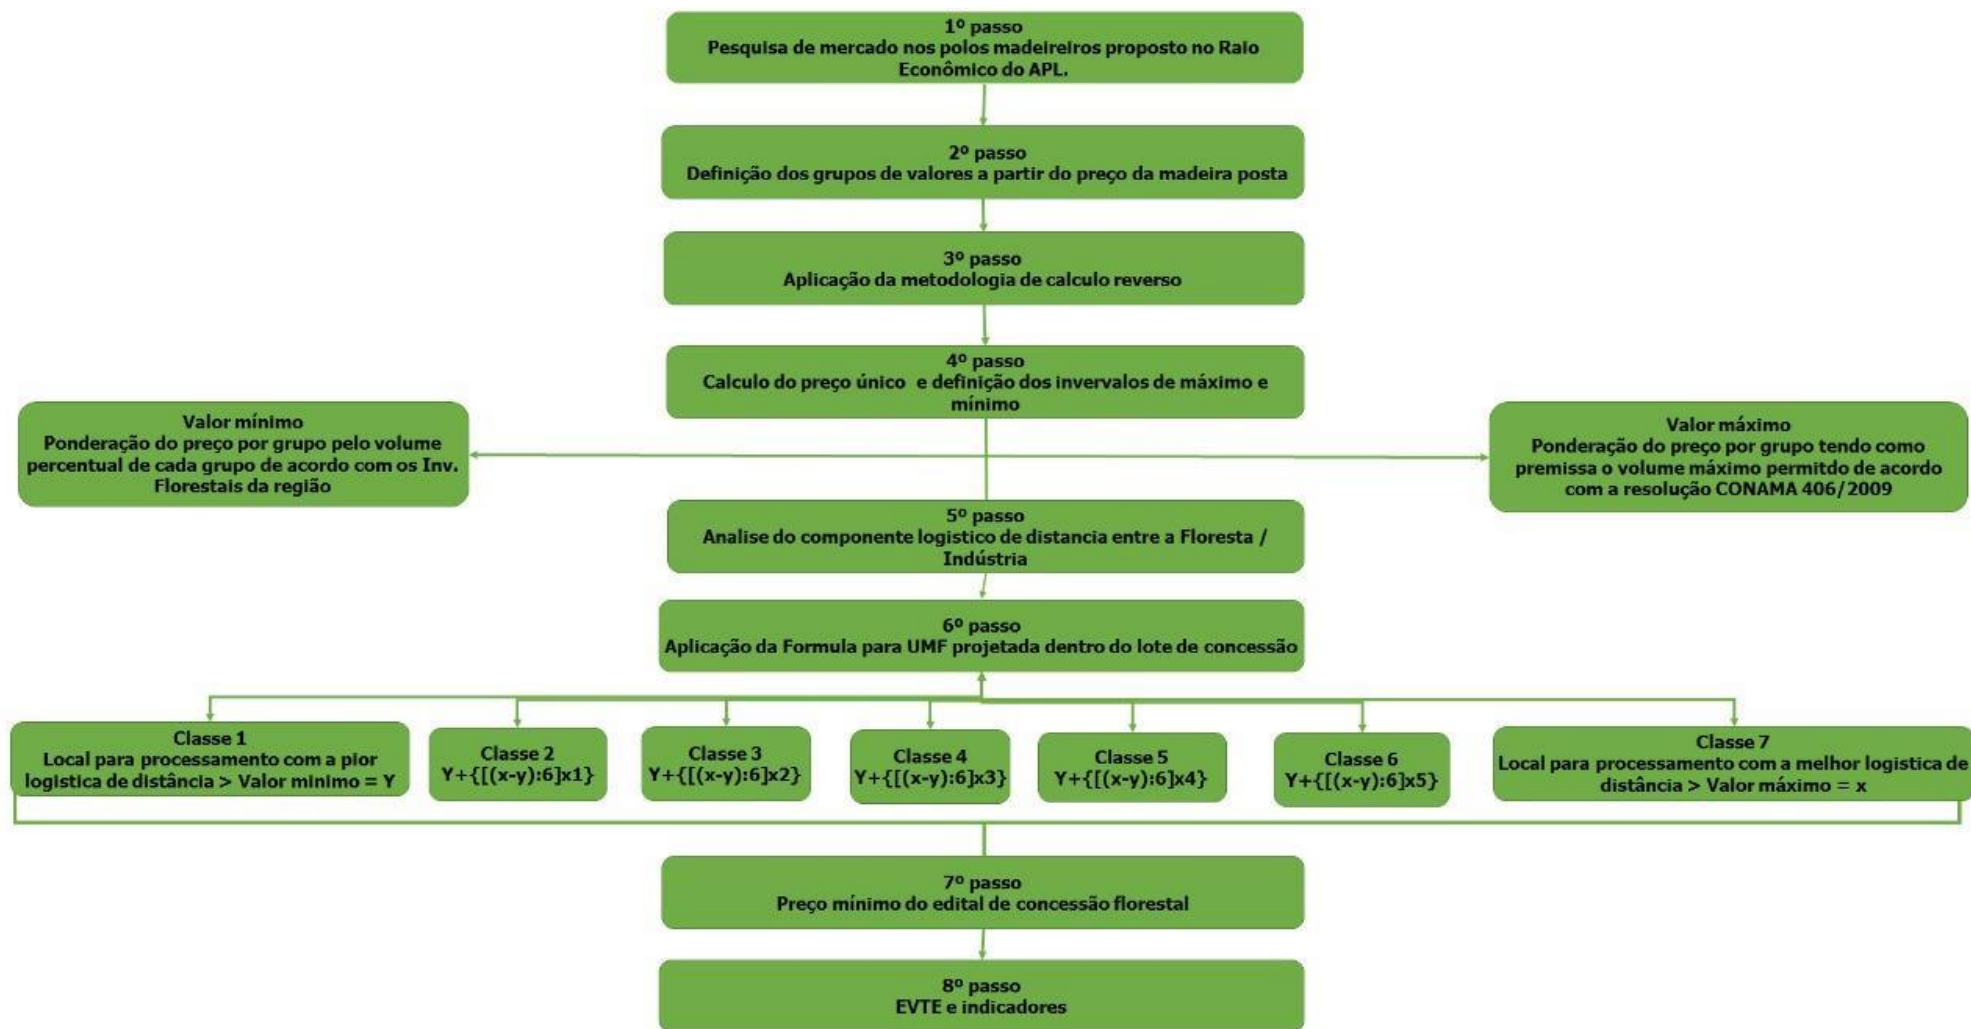 1º passo
Pesquisa de mercado nos polos madeireiros proposto no Raio
Econômico do APL.
2º passo
Definição dos grupos de valores a partir do preço da madeira posta
3º passo
Aplicação da metodologia de calculo reverso
4º passo
Calculo do preço único e definição dos invervalos de máximo e
mínimo
Valor mínimo
Ponderação do preço por grupo pelo volume
percentual de cada grupo de acordo com os Inv.
Florestais da região
Valor máximo
Ponderação do preço por grupo tendo como
premissa o volume máximo permitdo de acordo
com a resolução CONAMA 406/2009
5º passo
Analise do componente logistico de distancia entre a Floresta /
Indústria
6º passo
Aplicação da Formula para UMF projetada dentro do lote de concessão
Classe 1
Local para processamento com a pior
logistica de distância > Valor minimo = Y
Classe 2
Y+{[(x-y):6]x1}
Classe 3
Y+{[(x-y):6]x2}
Classe 4
Y+{[(x-y):6]x3}
Classe 5
Y+{[(x-y):6]x4}
Classe 6
Y+{[(x-y):6]x5}
Classe 7
Local para processamento com a melhor logistica de
distância > Valor máximo = x
7º passo
Preço mínimo do edital de concessão florestal
8º passo
EVTE e indicadores